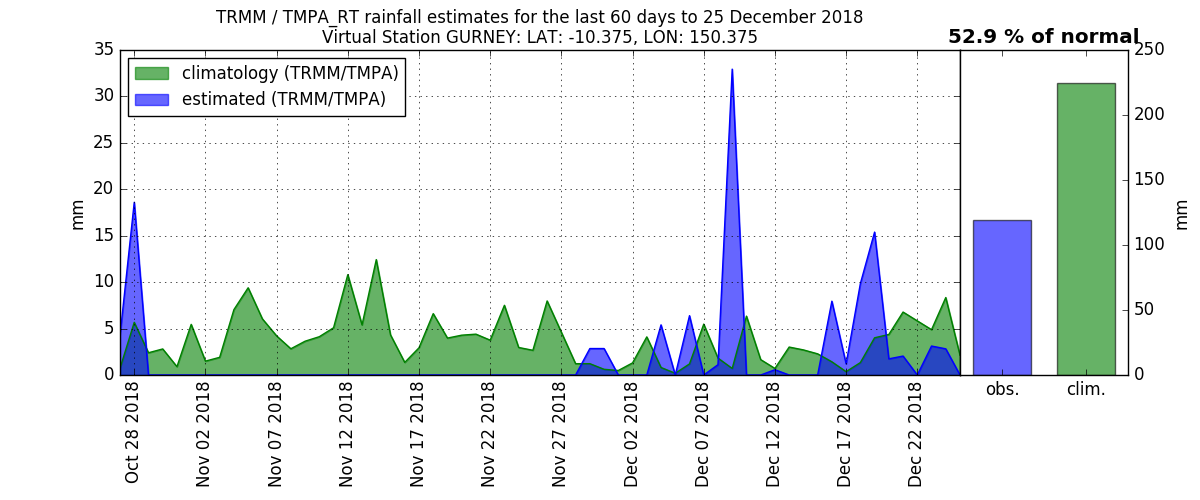 TRMM / TMPA_RT rainfall estimates for the last 60 days to 25 December 2018
Virtual Station GURNEY: LAT: -10.375, LON: 150.375
52.9 % of normal
climatology (TRMM/TMPA)
estimated (TRMM/TMPA)
35
30
25
20
15
10
5
0
mm
250
200
150
100
50
0
mm
Oct 28 2018
Nov 02 2018
Nov 07 2018
Nov 12 2018
Nov 17 2018
Nov 22 2018
Nov 27 2018
Dec 02 2018
Dec 07 2018
Dec 12 2018
Dec 17 2018
Dec 22 2018
obs.
clim.